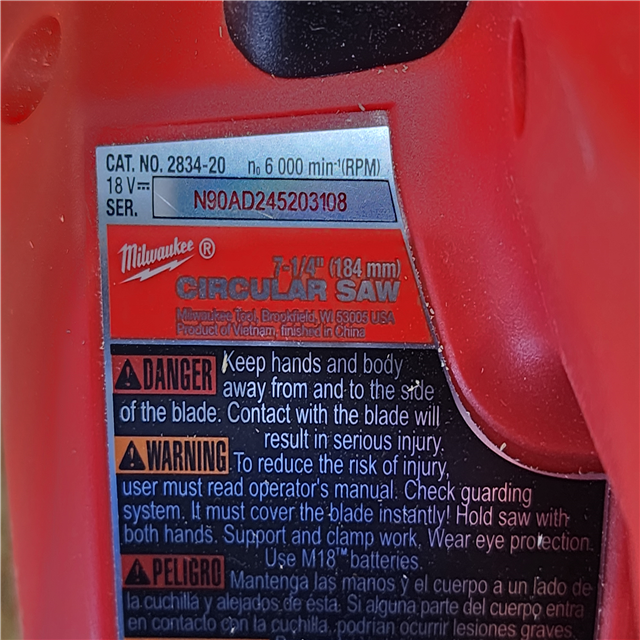 CAT. NO. 2834-20 n₀ 6 000 min⁻¹(RPM)
18 V⎓
SER. N90AD245203108
Milwaukee ®
7-1/4" (184 mm)
CIRCULAR SAW
Milwaukee Tool, Brookfield, WI 53005 USA
Product of Vietnam, finished in China
DANGER Keep hands and body
away from and to the side
of the blade. Contact with the blade will
result in serious injury.
WARNING To reduce the risk of injury,
user must read operator's manual. Check guarding
system. It must cover the blade instantly! Hold saw with
both hands. Support and clamp work. Wear eye protection.
Use M18™ batteries.
PELIGRO Mantenga las manos y el cuerpo a un lado de
la cuchilla y alejados de ésta. Si alguna parte del cuerpo entra
en contacto con la cuchilla, podrían ocurrir lesiones graves.